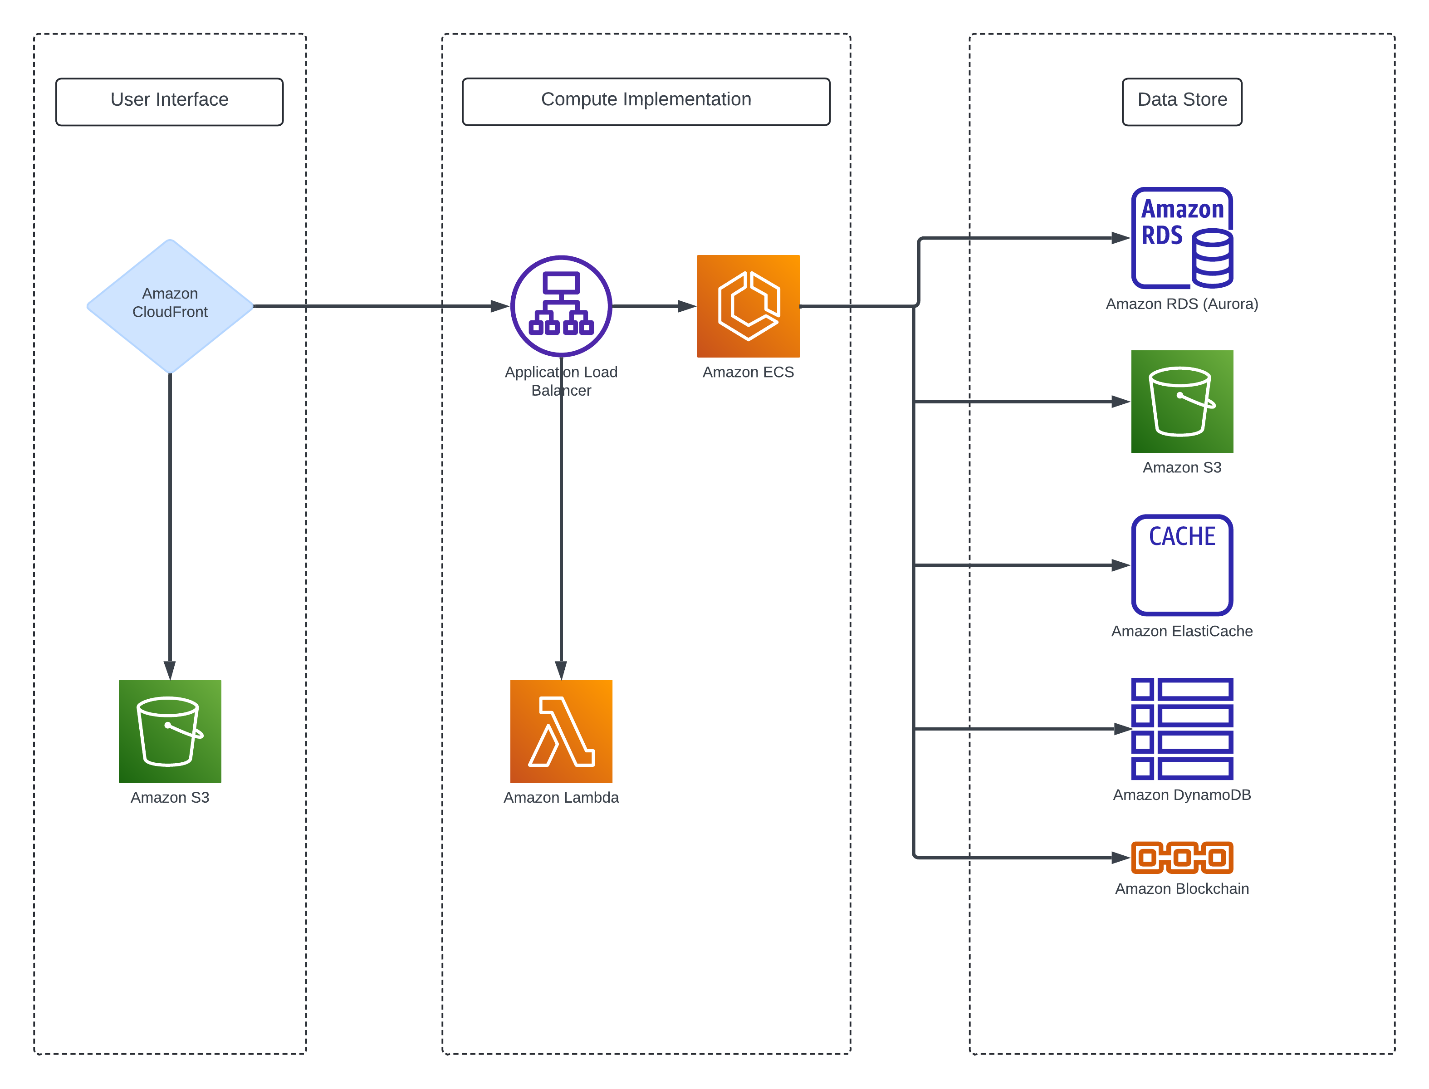 User Interface
Compute Implementation
Data Store
Amazon
CloudFront
Amazon S3
Application Load
Balancer
Amazon ECS
Amazon Lambda
Amazon
RDS
Amazon RDS (Aurora)
Amazon S3
CACHE
Amazon ElastiCache
Amazon DynamoDB
Amazon Blockchain